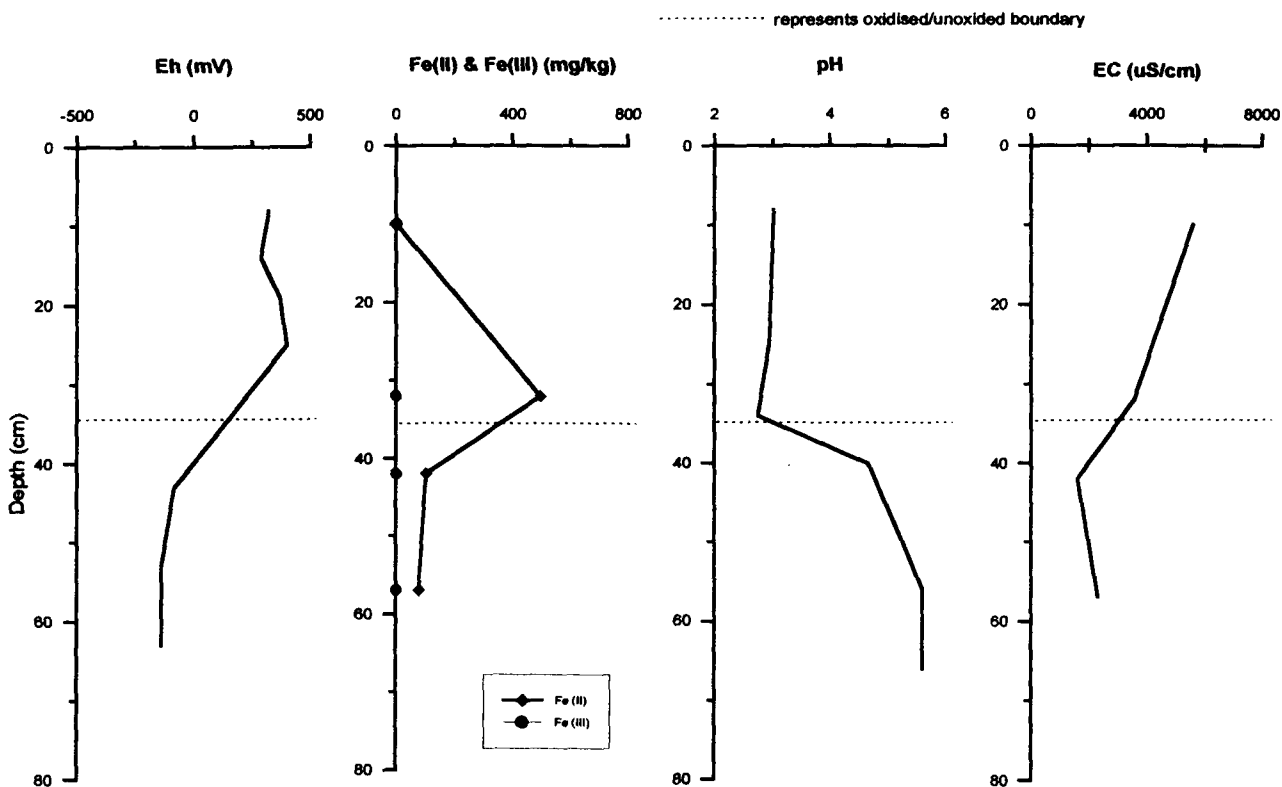 represents oxidised/unoxided boundary
Eh (mV)
Fe(II) & Fe(III) (mg/kg)
pH
EC (uS/cm)
-500 0 500
0 400 800
2 4 6
0 4000 8000
0 0 0 0
20 20 20 20
40 40 40 40
60 60 60 60
80 80 80 80
Depth (cm)
Fe (II)
Fe (III)